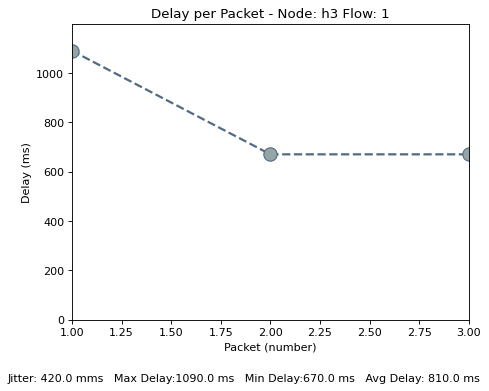 Delay per Packet - Node: h3 Flow: 1
1000
800
600
400
200
0
Delay (ms)
1.00 1.25 1.50 1.75 2.00 2.25 2.50 2.75 3.00
Packet (number)
Jitter: 420.0 mms Max Delay:1090.0 ms Min Delay:670.0 ms Avg Delay: 810.0 ms